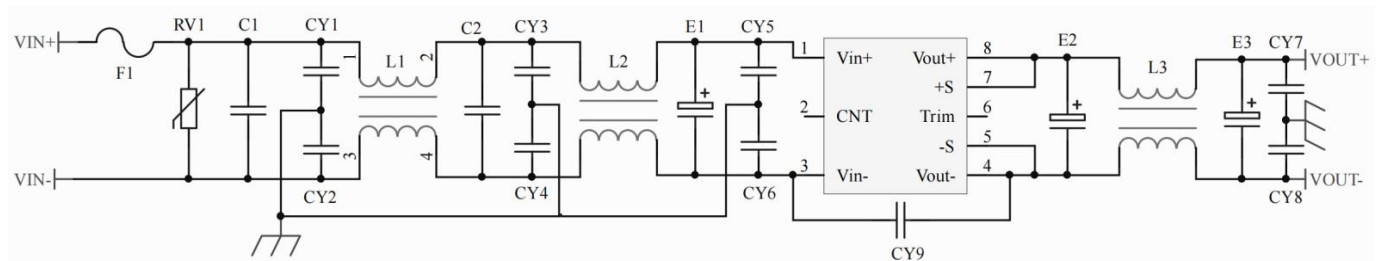 VIN+
F1
RV1
C1
CY1
1
L1
2
C2
CY3
L2
E1
+
CY5
VIN-
CY2
3
4
CY4
CY6
1
Vin+
Vout+
8
+S
7
2
CNT
Trim
6
-S
5
3
Vin-
Vout-
4
CY9
E2
+
L3
E3
+
CY7
VOUT+
CY8
VOUT-